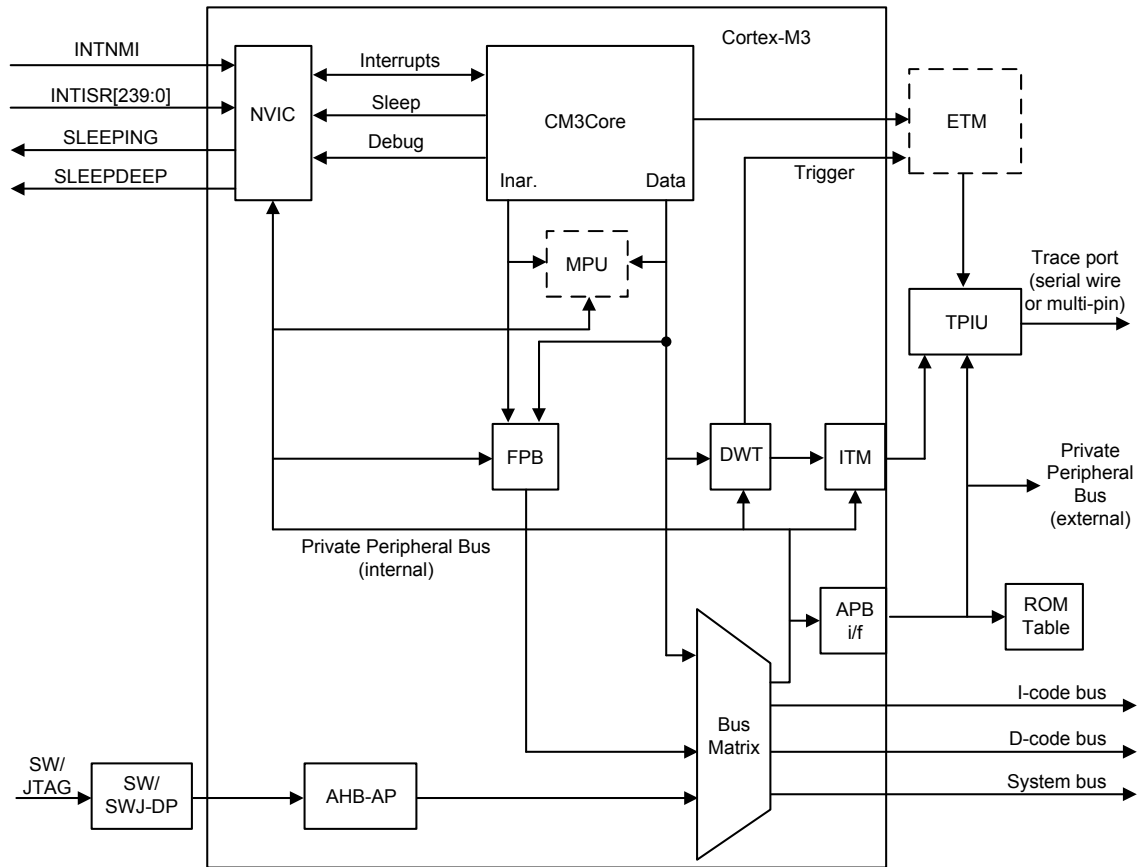 Cortex-M3
INTNMI
INTISR[239:0]
SLEEPING
SLEEPDEEP
NVIC
Interrupts
Sleep
Debug
CM3Core
Inar.
Data
ETM
Trigger
MPU
Trace port
(serial wire
or multi-pin)
TPIU
FPB
DWT
ITM
Private
Peripheral
Bus
(external)
Private Peripheral Bus
(internal)
APB
i/f
ROM
Table
Bus
Matrix
I-code bus
D-code bus
System bus
SW/
JTAG
SW/
SWJ-DP
AHB-AP